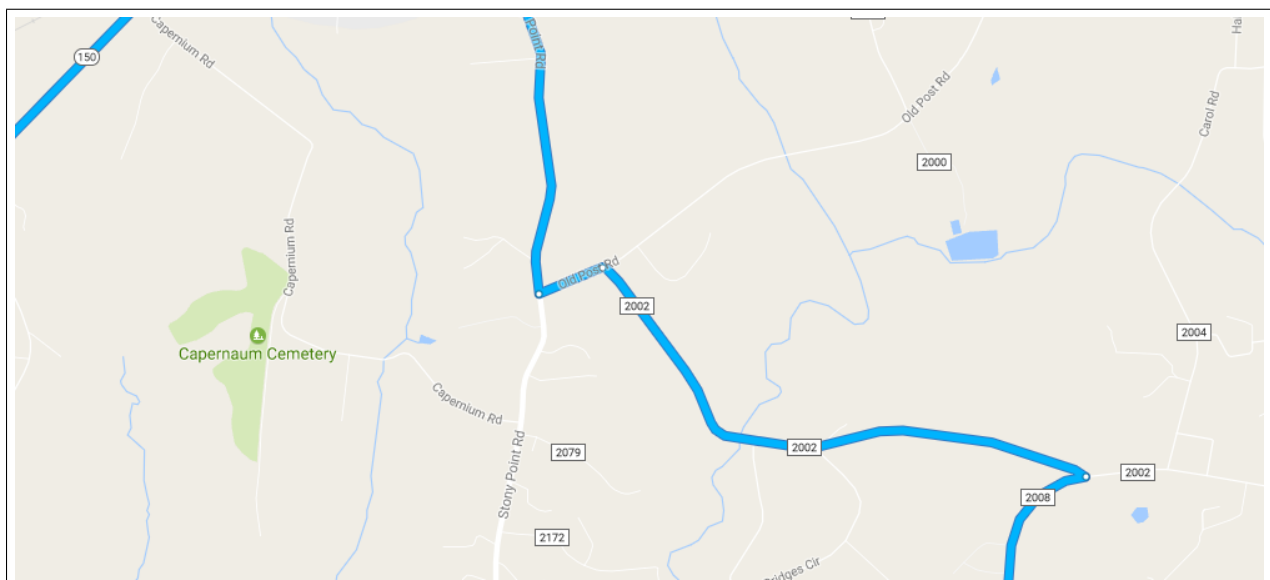 Capernium Rd
150
Point Rd
Old Post Rd
2000
Carol Rd
Capernium Rd
Old Post Rd
2002
2004
Capernaum Cemetery
Capernium Rd
Stony Point Rd
2079
2002
2002
2008
2172
Bridges Cir